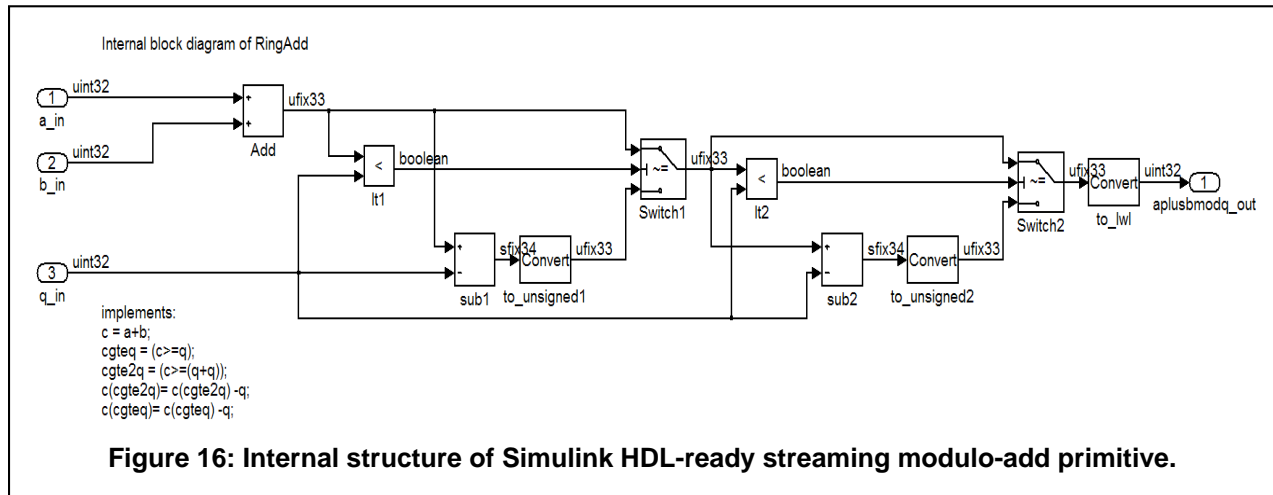 Internal block diagram of RingAdd
1
uint32
a_in
2
uint32
b_in
3
uint32
q_in
+
+
Add
ufix33
<
boolean
lt1
+
-
sub1
sfix34
Convert
ufix33
to_unsigned1
~=
Switch1
ufix33
<
boolean
lt2
+
-
sub2
sfix34
Convert
ufix33
to_unsigned2
~=
Switch2
ufix33
Convert
to_lwl
uint32
1
aplusbmodq_out
implements:
c = a+b;
cgteq = (c>=q);
cgte2q = (c>=(q+q));
c(cgte2q)= c(cgte2q) -q;
c(cgteq)= c(cgteq) -q;
Figure 16: Internal structure of Simulink HDL-ready streaming modulo-add primitive.